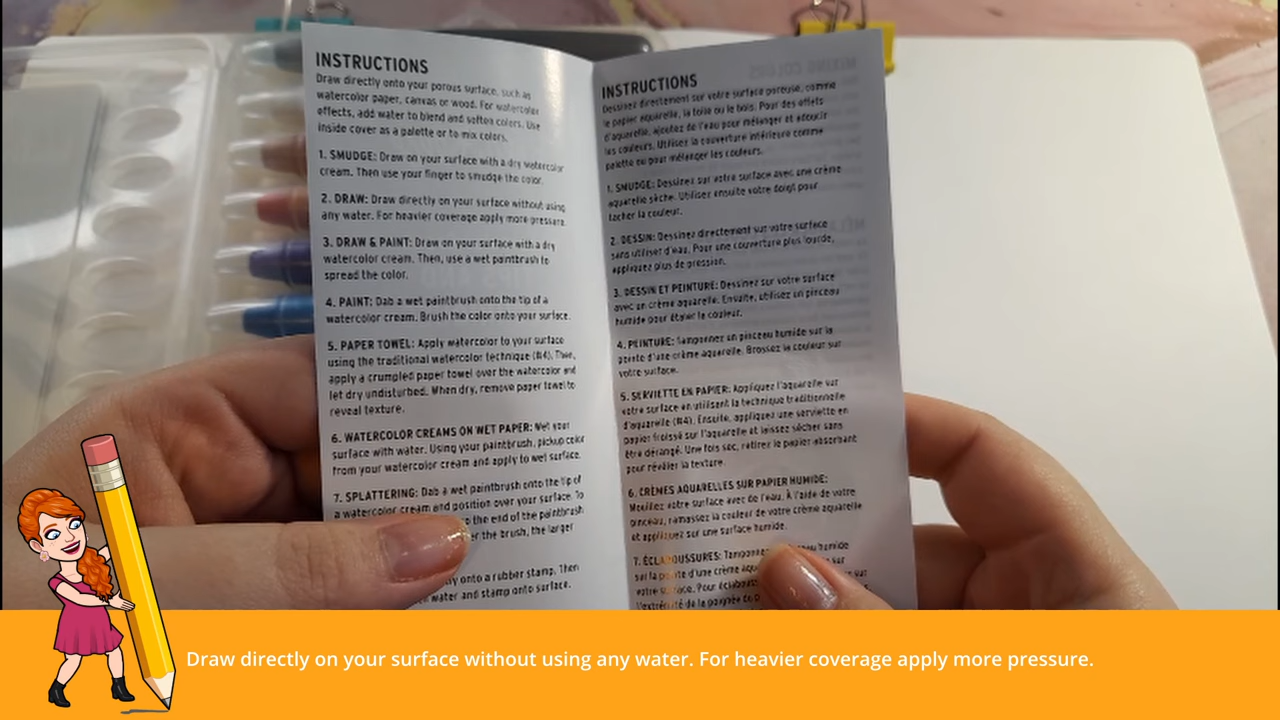 INSTRUCTIONS
Draw directly onto your porous surface, such as
watercolor paper, canvas or wood. For watercolor
effects, add water to blend and soften colors. Use
inside cover as a palette or to mix colors.
1. SMUDGE: Draw on your surface with a dry watercolor
cream. Then use your finger to smudge the color.
2. DRAW: Draw directly on your surface without using
any water. For heavier coverage apply more pressure.
3. DRAW & PAINT: Draw on your surface with a dry
watercolor cream. Then, use a wet paintbrush to
spread the color.
4. PAINT: Dab a wet paintbrush onto the tip of a
watercolor cream. Brush the color onto your surface.
5. PAPER TOWEL: Apply watercolor to your surface
using the traditional watercolor technique (#4). Then,
apply a crumpled paper towel over the watercolor and
let dry undisturbed. When dry, remove paper towel to
reveal texture.
6. WATERCOLOR CREAMS ON WET PAPER: Wet your
surface with water. Using your paintbrush, pickup color
from your watercolor cream and apply to wet surface.
7. SPLATTERING: Dab a wet paintbrush onto the tip of
a watercolor cream and position over your surface. To
the end of the paintbrush
the brush, the larger
onto a rubber stamp. Then
water and stamp onto surface.
INSTRUCTIONS
Dessinez directement sur votre surface poreuse, comme
le papier aquarelle, la toile ou le bois. Pour des effets
d'aquarelle, ajoutez de l'eau pour mélanger et adoucir
les couleurs. Utilisez la couverture intérieure comme
palette ou pour mélanger les couleurs.
1. SMUDGE: Dessinez sur votre surface avec une crème
aquarelle sèche. Utilisez ensuite votre doigt pour
tacher la couleur.
2. DESSIN: Dessinez directement sur votre surface
sans utiliser d'eau. Pour une couverture plus lourde,
appliquez plus de pression.
3. DESSIN ET PEINTURE: Dessinez sur votre surface
avec un crème aquarelle. Ensuite, utilisez un pinceau
humide pour étaler la couleur.
4. PEINTURE: Tamponnez un pinceau humide sur la
pointe d'une crème aquarelle. Brossez la couleur sur
votre surface.
5. SERVIETTE EN PAPIER: Appliquez l'aquarelle sur
votre surface en utilisant la technique traditionnelle
d'aquarelle (#4). Ensuite, appliquez une serviette en
papier froissé sur l'aquarelle et laissez sécher sans
être dérangé. Une fois sec, retirez le papier absorbant
pour révéler la texture.
6. CRÈMES AQUARELLES SUR PAPIER HUMIDE:
Mouillez votre surface avec de l'eau. À l'aide de votre
pinceau, ramassez la couleur de votre crème aquarelle
et appliquez sur une surface humide.
7. ÉCLABOUSSURES: humide
sur la pointe d'une crème sur
votre surface. Pour sur
l'extrémité de la poignée
Draw directly on your surface without using any water. For heavier coverage apply more pressure.